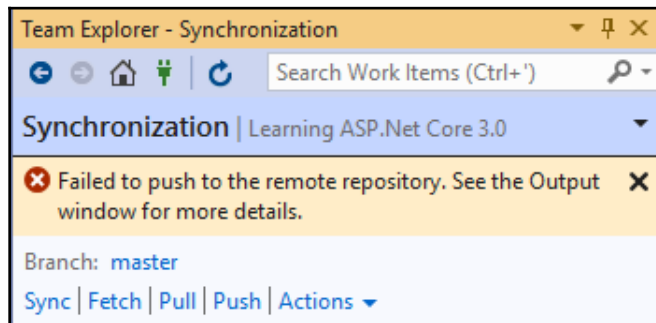 Team Explorer - Synchronization
Search Work Items (Ctrl+')
Synchronization | Learning ASP.Net Core 3.0
Failed to push to the remote repository. See the Output
window for more details.
Branch: master
Sync | Fetch | Pull | Push | Actions